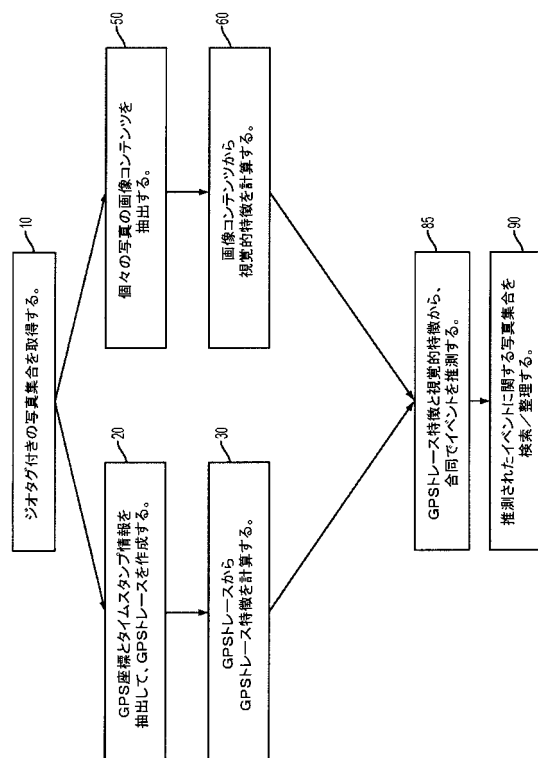 10
ジオタグ付きの写真集合を取得する。
20
GPS座標とタイムスタンプ情報を
抽出して、GPSトレースを作成する。
30
GPSトレースから
GPSトレース特徴を計算する。
50
個々の写真の画像コンテンツを
抽出する。
60
画像コンテンツから
視覚的特徴を計算する。
85
GPSトレース特徴と視覚的特徴から、
合同でイベントを推測する。
90
推測されたイベントに関する写真集合を
検索／整理する。